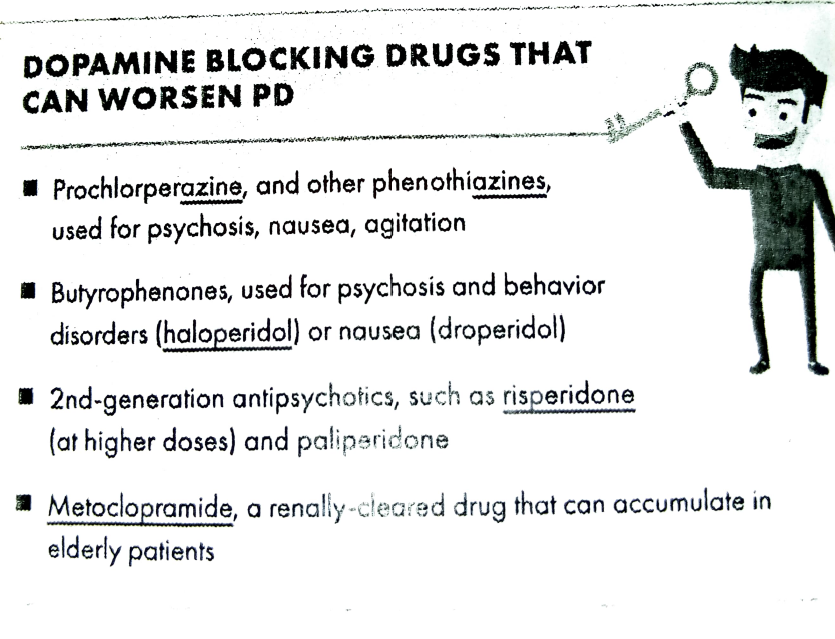 DOPAMINE BLOCKING DRUGS THAT
CAN WORSEN PD
■ Prochlorperazine, and other phenothiazines,
used for psychosis, nausea, agitation
■ Butyrophenones, used for psychosis and behavior
disorders (haloperidol) or nausea (droperidol)
■ 2nd-generation antipsychotics, such as risperidone
(at higher doses) and paliperidone
■ Metoclopramide, a renally-cleared drug that can accumulate in
elderly patients